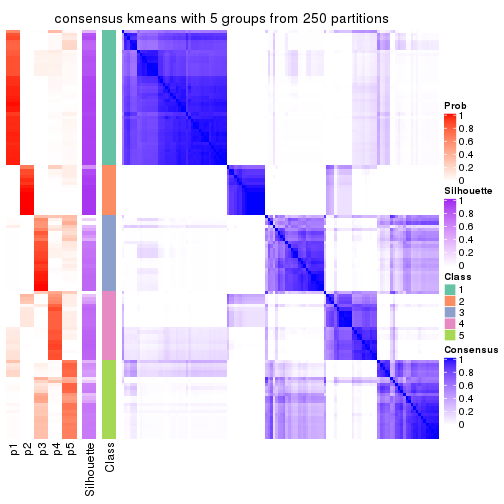 consensus kmeans with 5 groups from 250 partitions
Prob
1
0.8
0.6
0.4
0.2
0
Silhouette
1
0.8
0.6
0.4
0.2
0
Class
1
2
3
4
5
Consensus
1
0.8
0.6
0.4
0.2
0
p1
p2
p3
p4
p5
Silhouette
Class